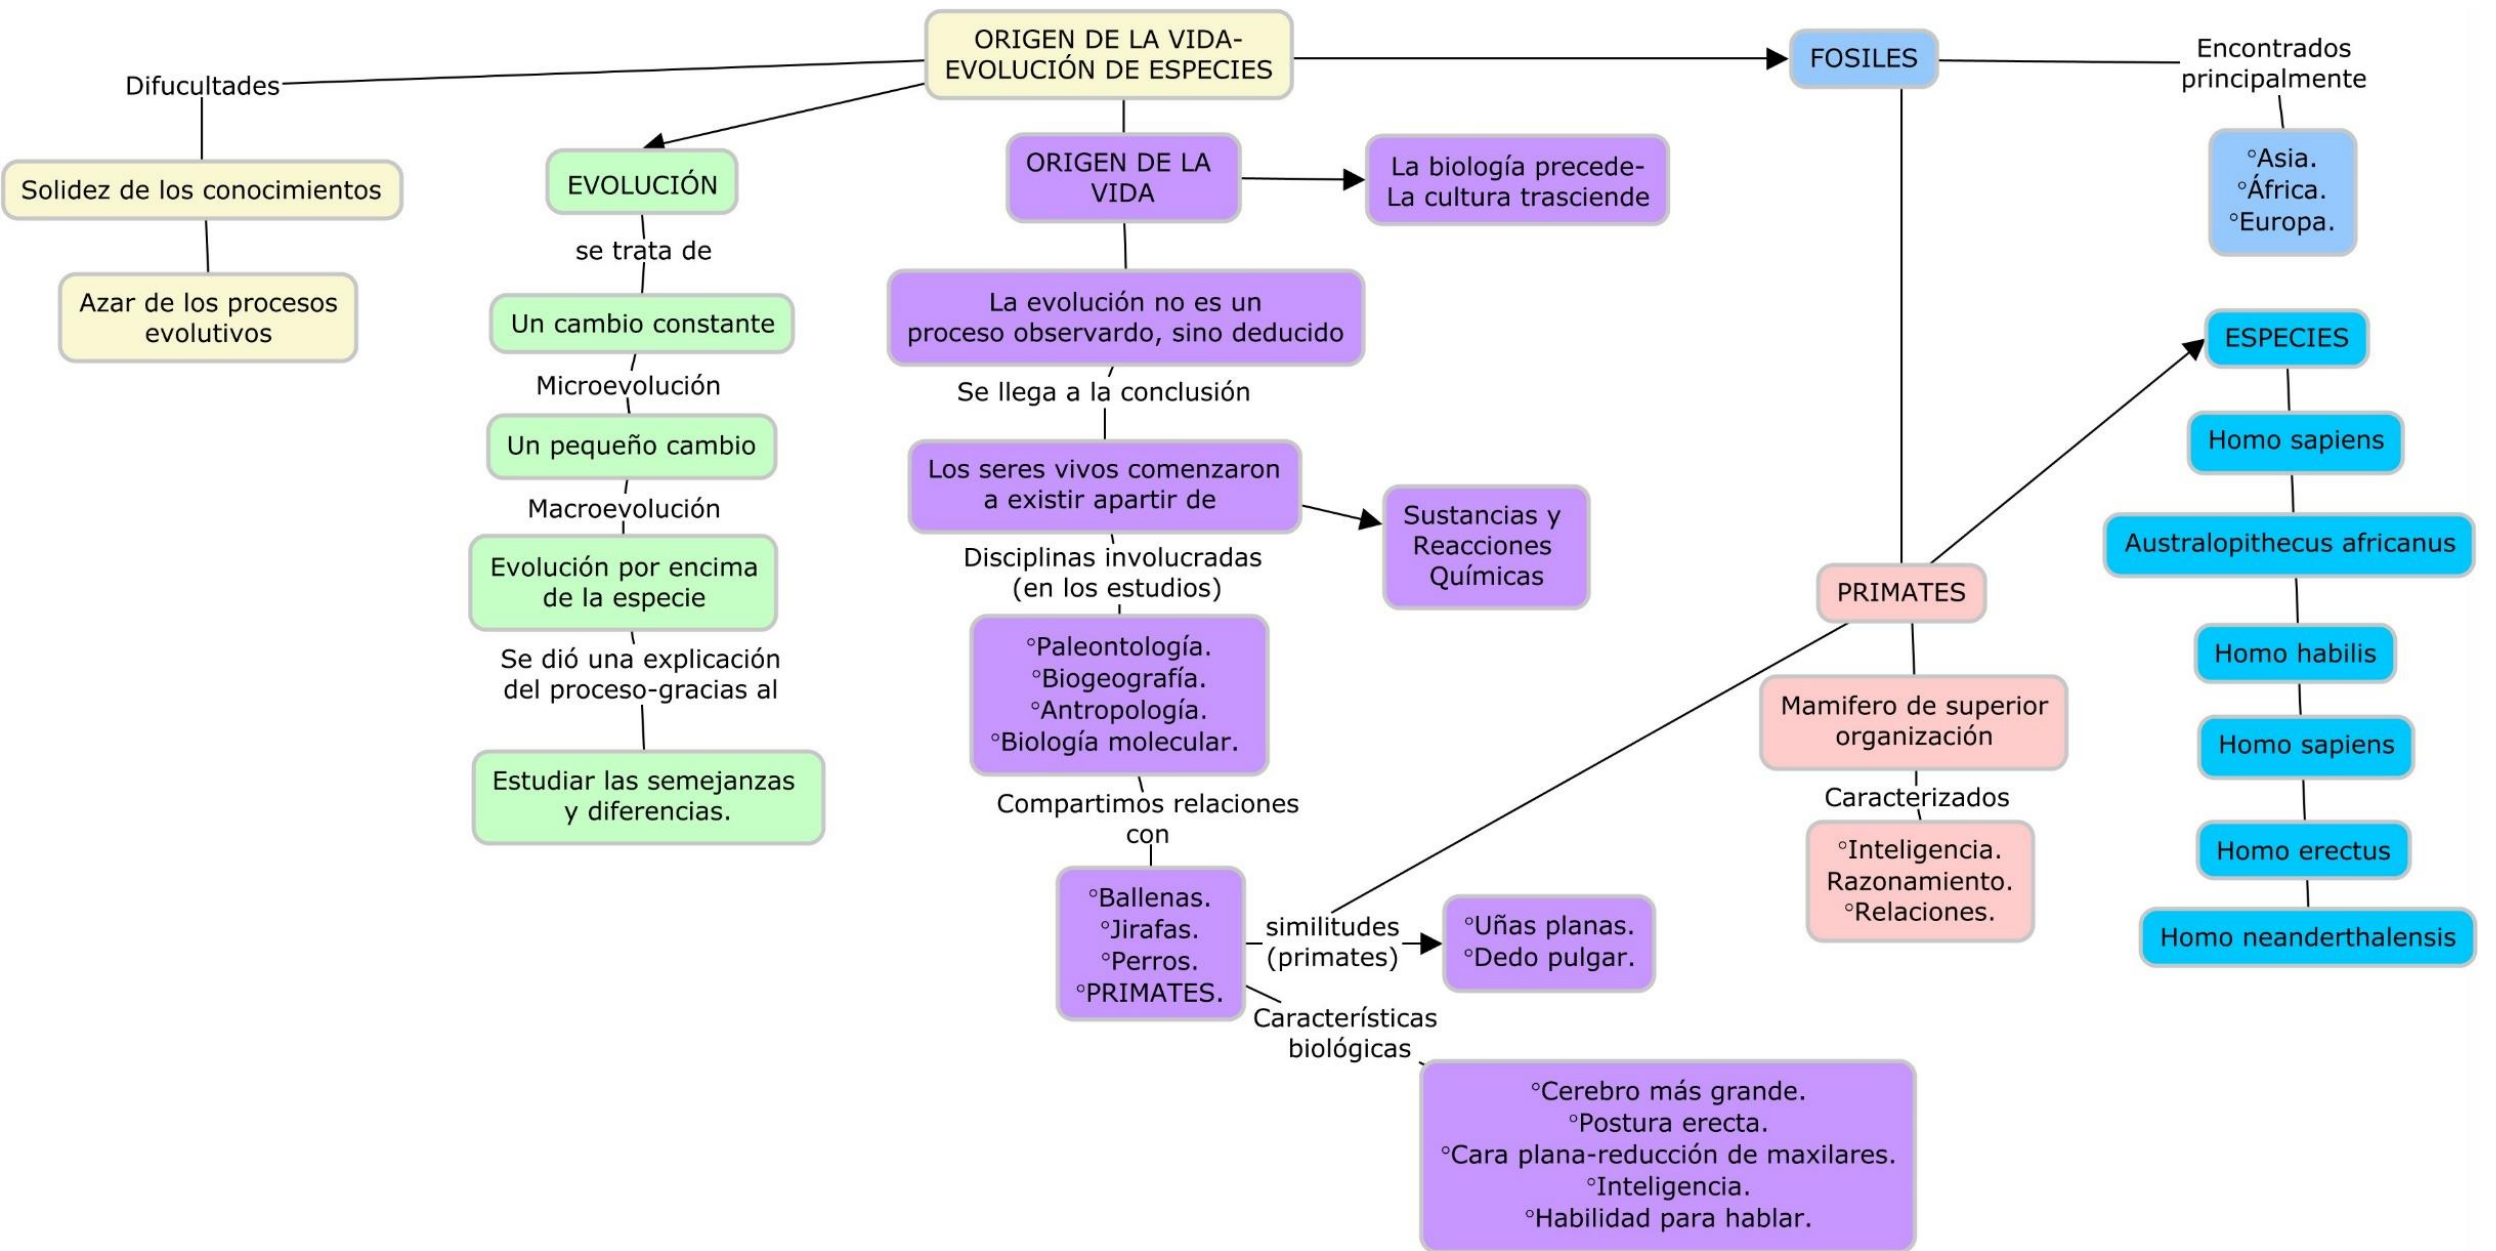 ORIGEN DE LA VIDA-
EVOLUCIÓN DE ESPECIES
Difucultades
Solidez de los conocimientos
Azar de los procesos
evolutivos
EVOLUCIÓN
se trata de
Un cambio constante
Microevolución
Un pequeño cambio
Macroevolución
Evolución por encima
de la especie
Se dió una explicación
del proceso-gracias al
Estudiar las semejanzas
y diferencias.
ORIGEN DE LA
VIDA
La biología precede-
La cultura trasciende
La evolución no es un
proceso observardo, sino deducido
Se llega a la conclusión
Los seres vivos comenzaron
a existir apartir de
Sustancias y
Reacciones
Químicas
Disciplinas involucradas
(en los estudios)
°Paleontología.
°Biogeografía.
°Antropología.
°Biología molecular.
Compartimos relaciones
con
°Ballenas.
°Jirafas.
°Perros.
°PRIMATES.
similitudes
(primates)
°Uñas planas.
°Dedo pulgar.
Características
biológicas
°Cerebro más grande.
°Postura erecta.
°Cara plana-reducción de maxilares.
°Inteligencia.
°Habilidad para hablar.
FOSILES
Encontrados
principalmente
°Asia.
°África.
°Europa.
PRIMATES
Mamifero de superior
organización
Caracterizados
°Inteligencia.
Razonamiento.
°Relaciones.
ESPECIES
Homo sapiens
Australopithecus africanus
Homo habilis
Homo sapiens
Homo erectus
Homo neanderthalensis